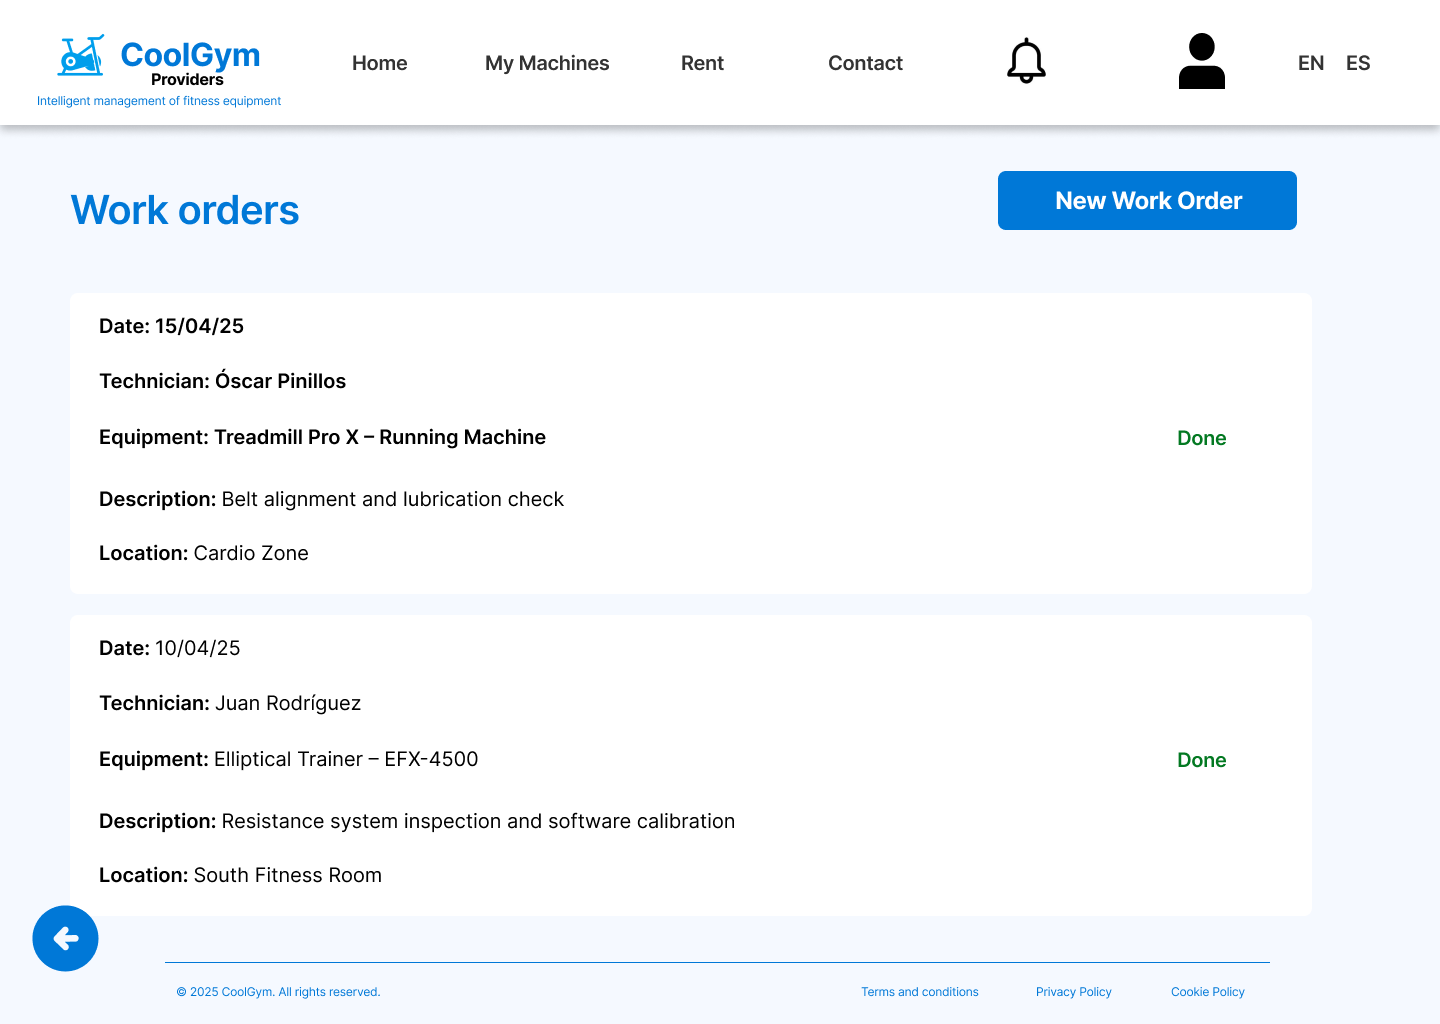 CoolGym
Providers
Intelligent management of fitness equipment
Home
My Machines
Rent
Contact
EN
ES
Work orders
New Work Order
Date: 15/04/25
Technician: Óscar Pinillos
Equipment: Treadmill Pro X – Running Machine
Done
Description: Belt alignment and lubrication check
Location: Cardio Zone
Date: 10/04/25
Technician: Juan Rodríguez
Equipment: Elliptical Trainer – EFX-4500
Done
Description: Resistance system inspection and software calibration
Location: South Fitness Room
© 2025 CoolGym. All rights reserved.
Terms and conditions
Privacy Policy
Cookie Policy